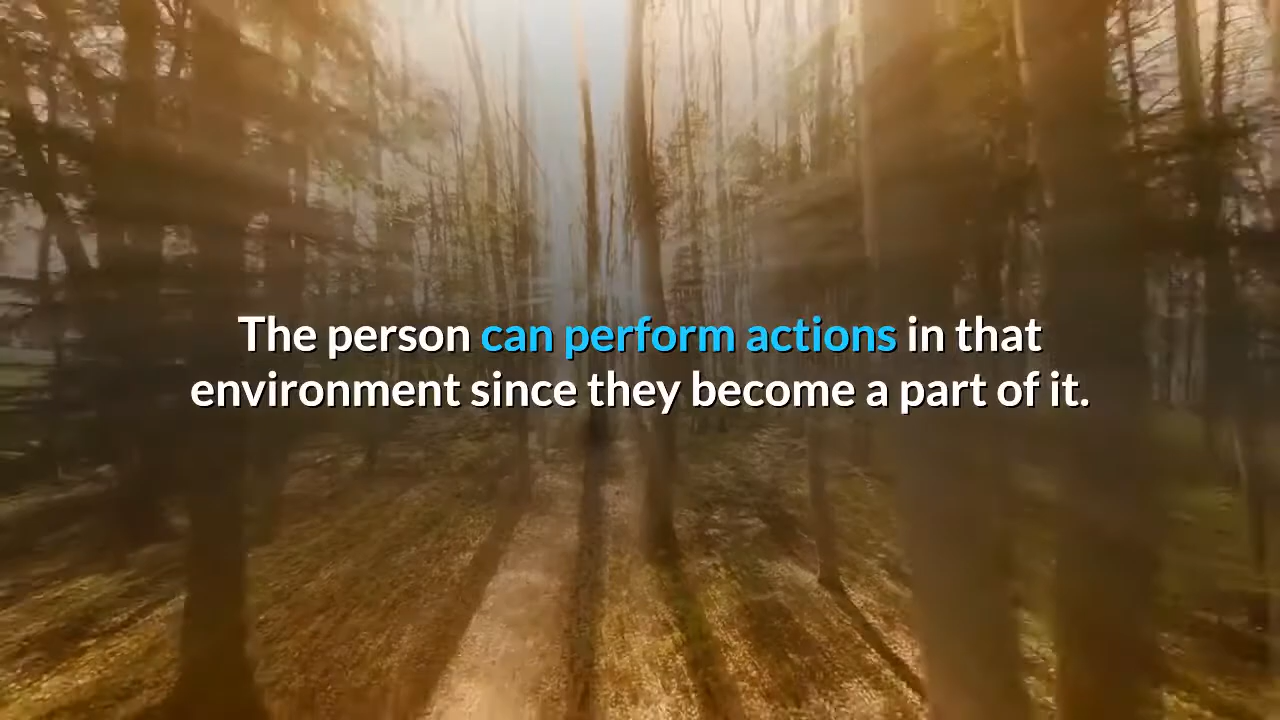 The person can perform actions in that
environment since they become a part of it.